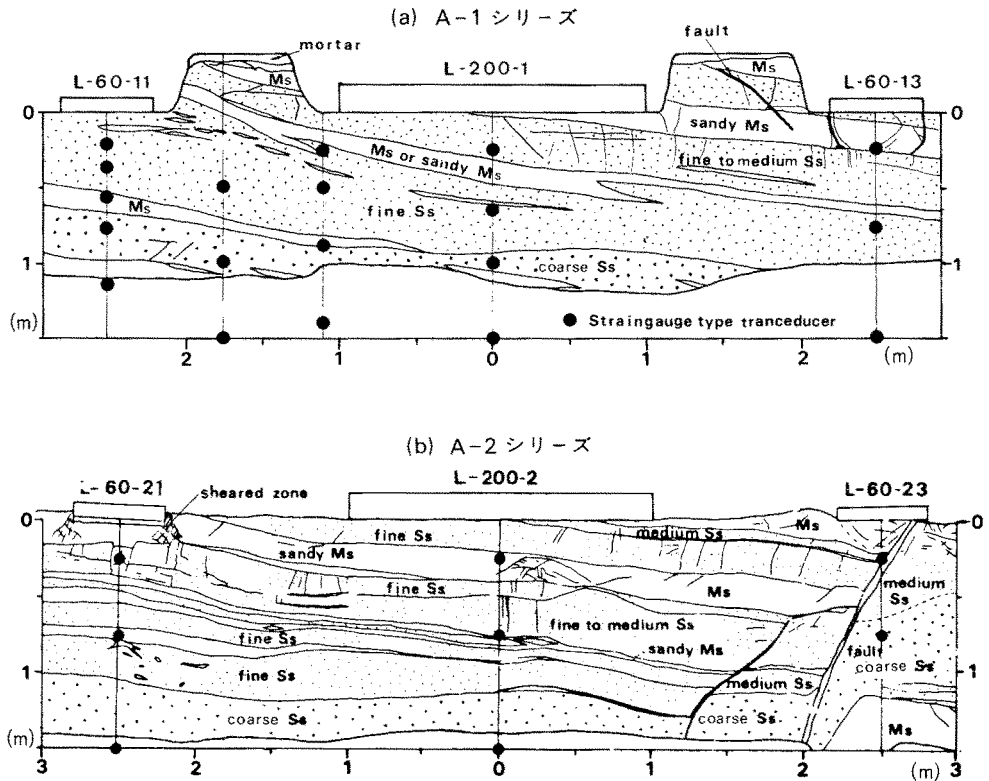 (a) A-1 シリーズ
mortar
fault
L-60-11
Ms
L-200-1
Ms
L-60-13
0
0
sandy Ms
Ms or sandy Ms
fine to medium Ss
Ms
fine Ss
1
coarse Ss
1
(m)
Straingauge type tranceducer
2
1
0
1
2
(m)
(b) A-2 シリーズ
L-60-21
sheared zone
L-200-2
L-60-23
0
fine Ss
medium Ss
Ms
0
sandy Ms
fine Ss
Ms
medium
Ss
fine Ss
fine to medium Ss
sandy Ms
fault
coarse Ss
1
fine Ss
medium Ss
1
coarse Ss
coarse Ss
Ms
(m)
3
2
1
0
1
2
(m)
3